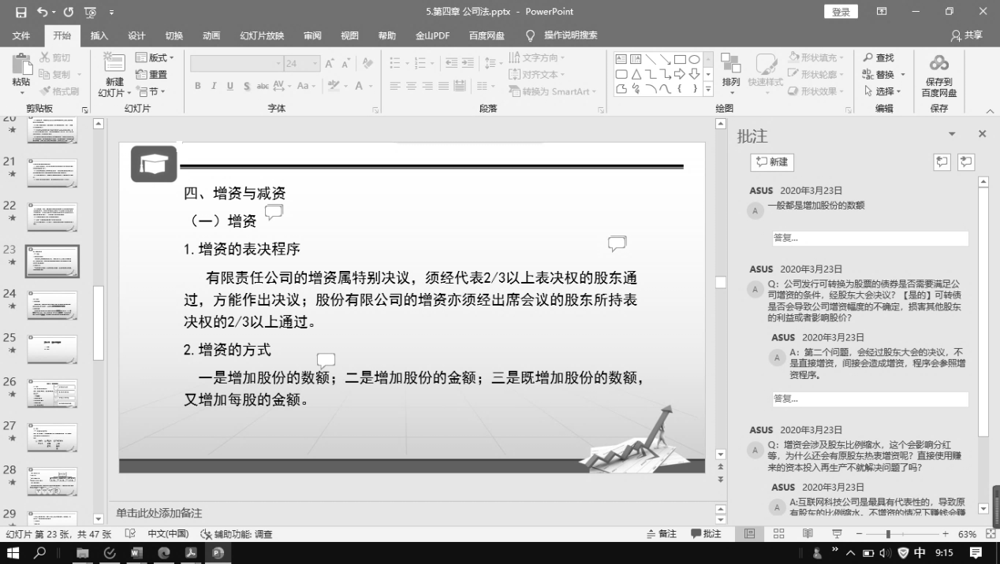 5.第四章 公司法.pptx - PowerPoint
登录
文件 开始 插入 设计 切换 动画 幻灯片放映 审阅 视图 帮助 金山PDF 百度网盘 操作说明搜索 共享
粘贴
剪切
复制
格式刷
剪贴板
新建
幻灯片
版式
重置
节
幻灯片
24
B I U S abc AV Aa A
字体
文字方向
对齐文本
转换为 SmartArt
段落
排列
快速样式
形状填充
形状轮廓
形状效果
绘图
查找
替换
选择
编辑
保存到
百度网盘
保存
20
21
22
23
24
25
26
27
28
29
四、增资与减资
（一）增资
1.增资的表决程序
有限责任公司的增资属特别决议，须经代表2/3以上表决权的股东通
过，方能作出决议；股份有限公司的增资亦须经出席会议的股东所持表
决权的2/3以上通过。
2.增资的方式
一是增加股份的数额；二是增加股份的金额；三是既增加股份的数额，
又增加每股的金额。
单击此处添加备注
批注
新建
ASUS 2020年3月23日
A 一般都是增加股份的数额
答复...
ASUS 2020年3月23日
A Q：公司发行可转换为股票的债券是否需要满足公
司增资的条件，经股东大会决议？【是的】可转债
是否会导致公司增资幅度的不确定，损害其他股东
的利益或者影响股价？
ASUS 2020年3月23日
A A：第二个问题，会经过股东大会的决议，不
是直接增资，间接会造成增资，程序会参照增
资程序。
答复...
ASUS 2020年3月23日
A Q：增资会涉及股东比例缩水，这个会影响分红
等，为什么还会有原股东热衷增资呢？直接使用赚
来的资本投入再生产不就解决问题了吗？
ASUS 2020年3月23日
A A:互联网科技公司是最具有代表性的，导致原
有股东的比例缩水，不增资的情况下赚钱会赚
幻灯片 第 23 张，共 47 张 中文(中国) 辅助功能: 调查 备注 批注 63%
中 9:15